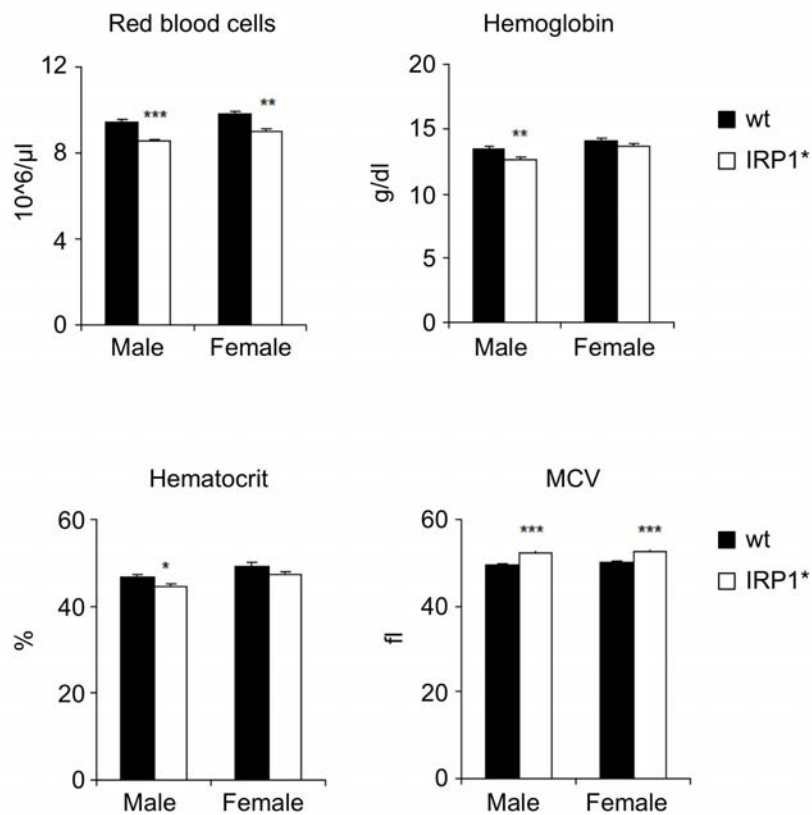 Red blood cells
Hemoglobin
12
8
4
0
10^6/µl
***
**
Male
Female
20
15
10
5
0
g/dl
**
Male
Female
wt
IRP1*
Hematocrit
MCV
60
40
20
0
%
*
Male
Female
60
40
20
0
fl
***
***
Male
Female
wt
IRP1*